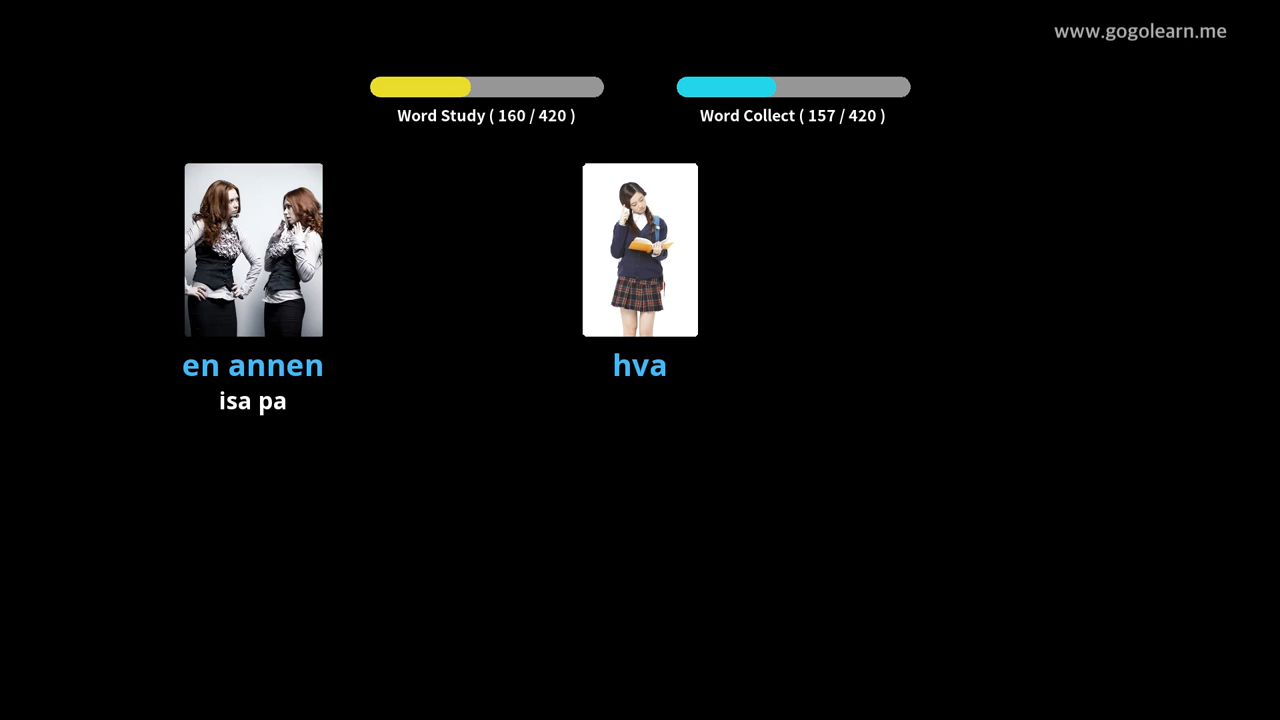 www.gogolearn.me
Word Study ( 160 / 420 )
Word Collect ( 157 / 420 )
en annen
isa pa
hva